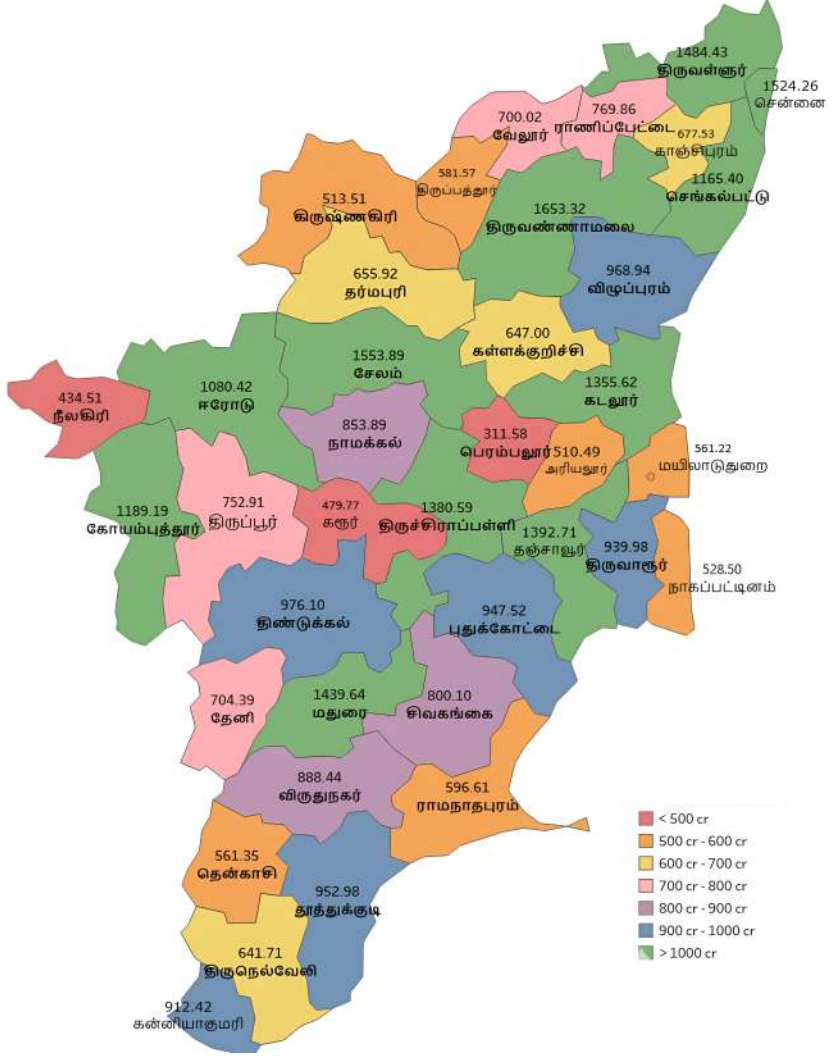 1484.43
திருவள்ளுர்
1524.26
சென்னை
700.02
வேலூர்
769.86
ராணிப்பேட்டை
677.53
காஞ்சிபுரம்
1165.40
செங்கல்பட்டு
581.57
திருப்பத்தூர்
513.51
கிருஷ்ணகிரி
1653.32
திருவண்ணாமலை
968.94
விழுப்புரம்
655.92
தர்மபுரி
647.00
கள்ளக்குறிச்சி
1553.89
சேலம்
1355.62
கடலூர்
1080.42
ஈரோடு
434.51
நீலகிரி
853.89
நாமக்கல்
311.58
பெரம்பலூர்
510.49
அரியலூர்
561.22
மயிலாடுதுறை
1189.19
கோயம்புத்தூர்
752.91
திருப்பூர்
479.77
கரூர்
1380.59
திருச்சிராப்பள்ளி
1392.71
தஞ்சாவூர்
939.98
திருவாரூர்
528.50
நாகப்பட்டினம்
976.10
திண்டுக்கல்
947.52
புதுக்கோட்டை
704.39
தேனி
1439.64
மதுரை
800.10
சிவகங்கை
888.44
விருதுநகர்
596.61
ராமநாதபுரம்
561.35
தென்காசி
952.98
தூத்துக்குடி
641.71
திருநெல்வேலி
912.42
கன்னியாகுமரி
< 500 cr
500 cr - 600 cr
600 cr - 700 cr
700 cr - 800 cr
800 cr - 900 cr
900 cr - 1000 cr
> 1000 cr